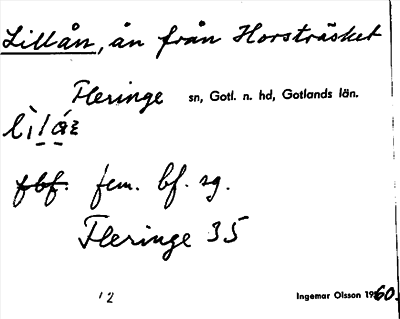 Lillån, ån från Horsträsket
Fleringe sn, Gotl. n. hd, Gotlands län.
fbf. fem. bf. sg.
Fleringe 35
12 Ingemar Olsson 1960.